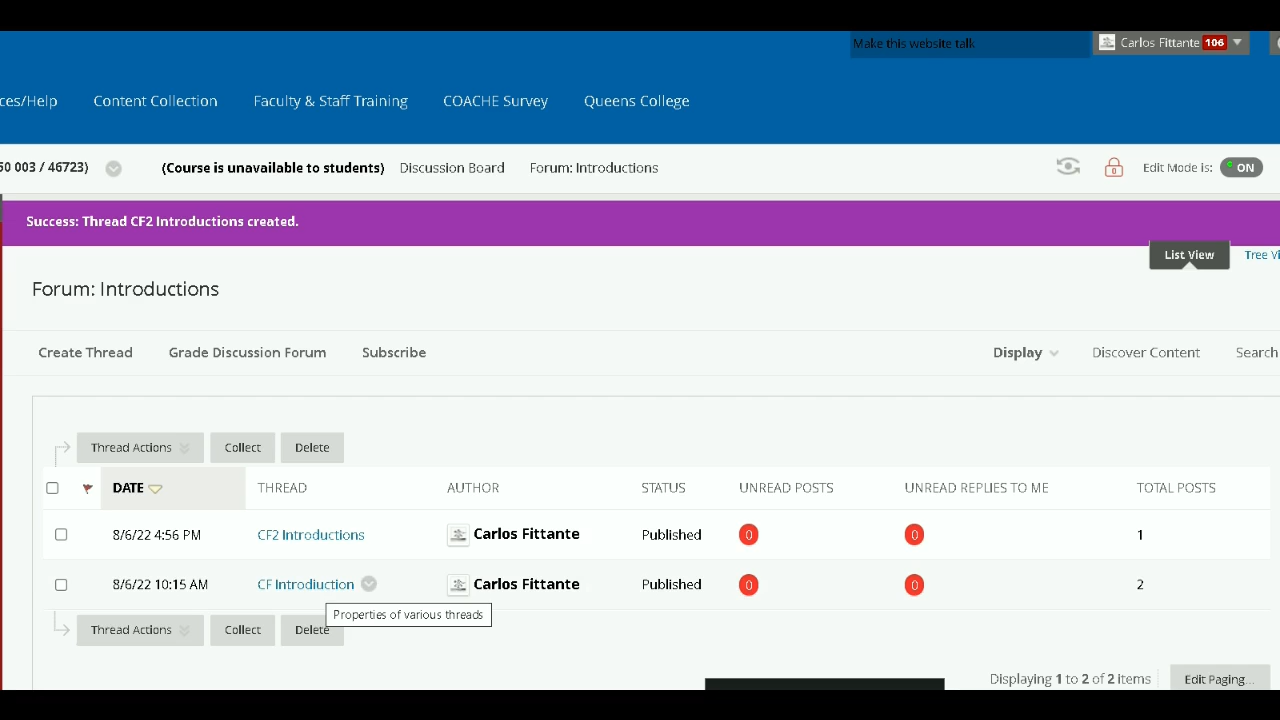 Make this website talk
Carlos Fittante 106
ces/Help Content Collection Faculty & Staff Training COACHE Survey Queens College
50 003 / 46723) (Course is unavailable to students) Discussion Board Forum: Introductions Edit Mode is: ON
Success: Thread CF2 Introductions created.
List View Tree Vi
Forum: Introductions
Create Thread Grade Discussion Forum Subscribe Display Discover Content Search
Thread Actions Collect Delete
DATE THREAD AUTHOR STATUS UNREAD POSTS UNREAD REPLIES TO ME TOTAL POSTS
8/6/22 4:56 PM CF2 Introductions Carlos Fittante Published 0 0 1
8/6/22 10:15 AM CF Introdiuction Carlos Fittante Published 0 0 2
Properties of various threads
Thread Actions Collect Delete
Displaying 1 to 2 of 2 items Edit Paging...